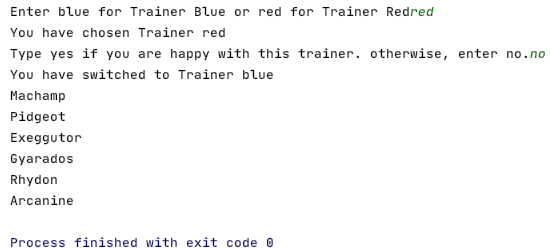 Enter blue for Trainer Blue or red for Trainer Redred
You have chosen Trainer red
Type yes if you are happy with this trainer. otherwise, enter no.no
You have switched to Trainer blue
Machamp
Pidgeot
Exeggutor
Gyarados
Rhydon
Arcanine
Process finished with exit code 0